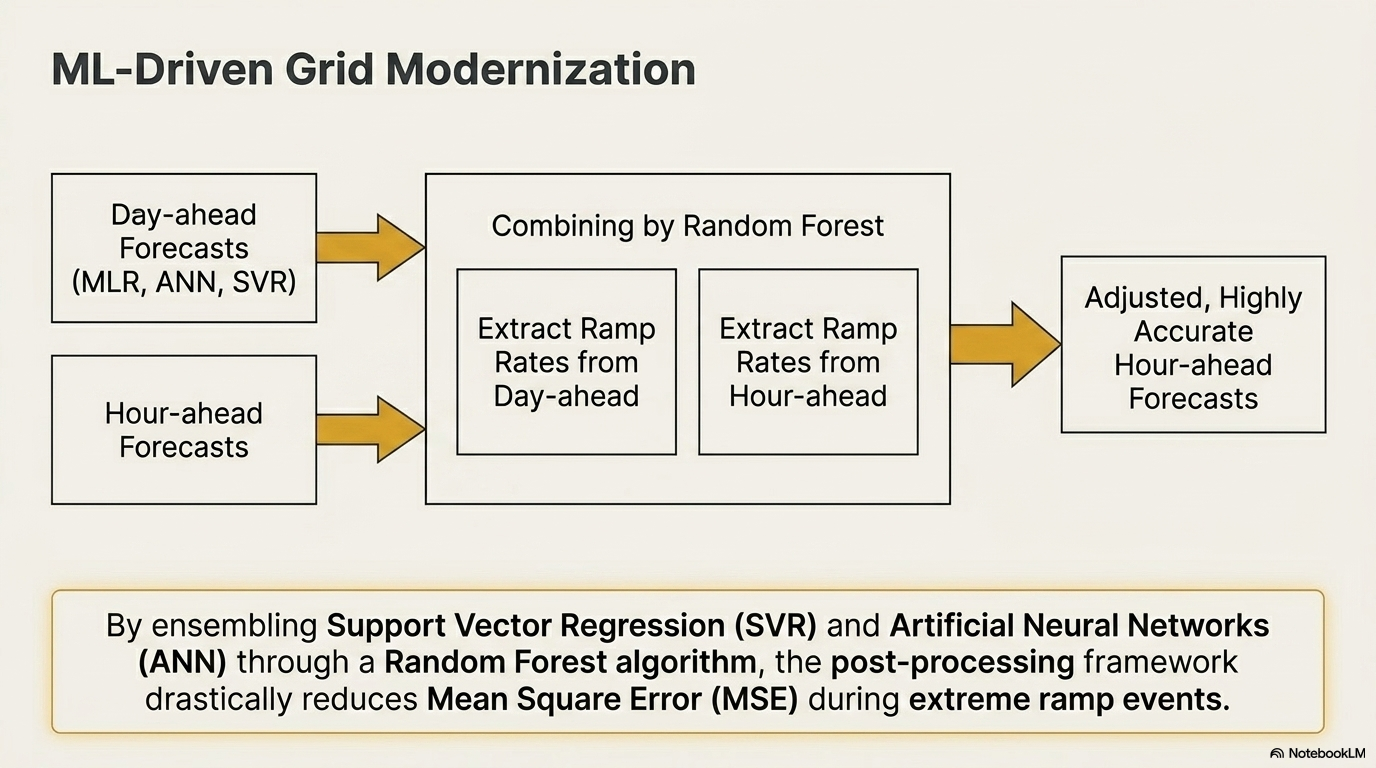 ML-Driven Grid Modernization
Day-ahead
Forecasts
(MLR, ANN, SVR)
Hour-ahead
Forecasts
Combining by Random Forest
Extract Ramp
Rates from
Day-ahead
Extract Ramp
Rates from
Hour-ahead
Adjusted, Highly
Accurate
Hour-ahead
Forecasts
By ensembling Support Vector Regression (SVR) and Artificial Neural Networks
(ANN) through a Random Forest algorithm, the post-processing framework
drastically reduces Mean Square Error (MSE) during extreme ramp events.
NotebookLM